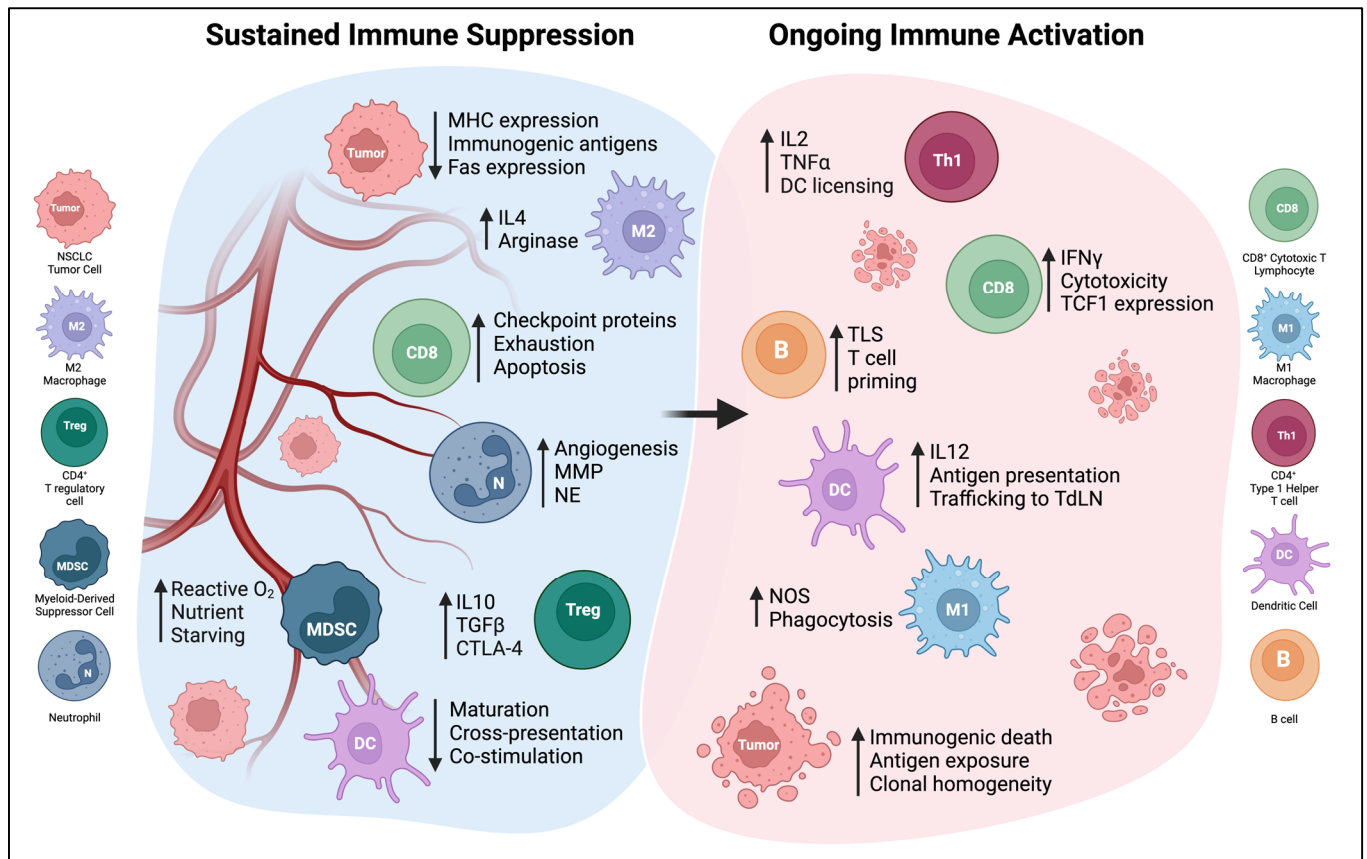 Sustained Immune Suppression
Ongoing Immune Activation
Tumor
NSCLC
Tumor Cell
M2
M2
Macrophage
Treg
CD4⁺
T regulatory
cell
MDSC
Myeloid-Derived
Suppressor Cell
N
Neutrophil
Tumor
MHC expression
Immunogenic antigens
Fas expression
IL4
Arginase
M2
CD8
Checkpoint proteins
Exhaustion
Apoptosis
N
Angiogenesis
MMP
NE
Reactive O₂
Nutrient
Starving
MDSC
IL10
TGFβ
CTLA-4
Treg
DC
Maturation
Cross-presentation
Co-stimulation
IL2
TNFα
DC licensing
Th1
CD8
IFNγ
Cytotoxicity
TCF1 expression
B
TLS
T cell
priming
DC
IL12
Antigen presentation
Trafficking to TdLN
NOS
Phagocytosis
M1
Tumor
Immunogenic death
Antigen exposure
Clonal homogeneity
CD8
CD8⁺ Cytotoxic T
Lymphocyte
M1
M1
Macrophage
Th1
CD4⁺
Type 1 Helper
T cell
DC
Dendritic Cell
B
B cell